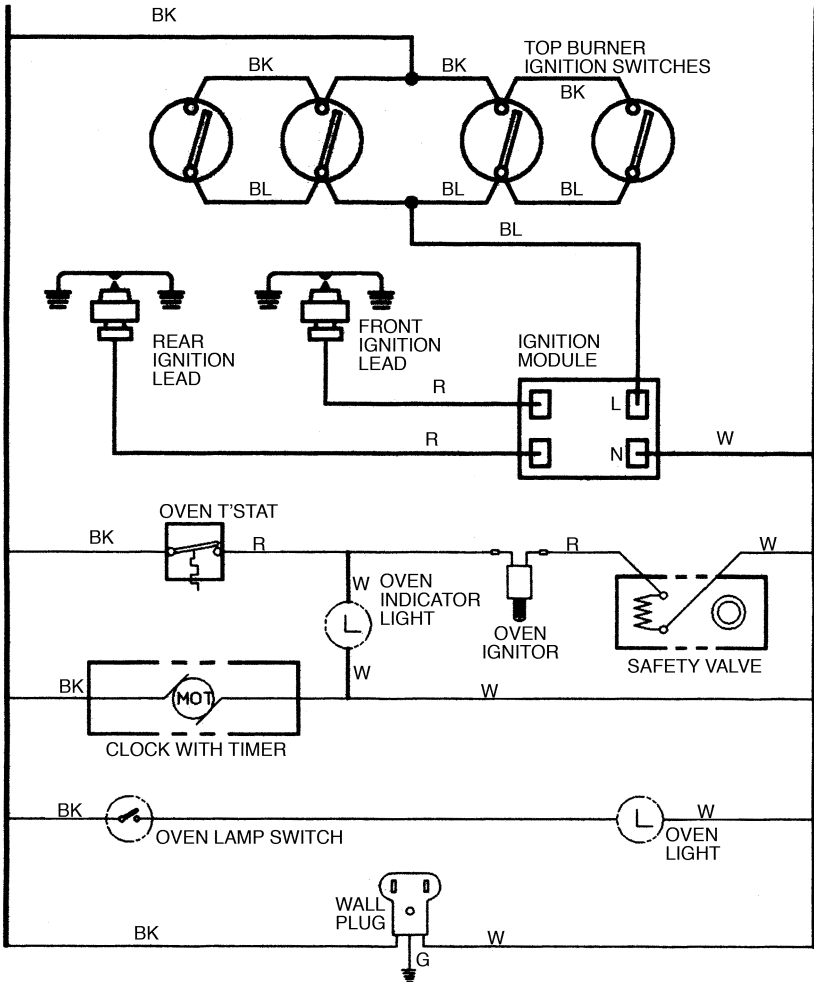 BK
TOP BURNER
IGNITION SWITCHES
BK
BK
BK
BL
BL
BL
BL
REAR
IGNITION
LEAD
FRONT
IGNITION
LEAD
IGNITION
MODULE
R
L
R
N
W
OVEN T'STAT
BK
R
R
W
W
OVEN
INDICATOR
LIGHT
OVEN
IGNITOR
SAFETY VALVE
W
BK
MOT
W
CLOCK WITH TIMER
BK
OVEN LAMP SWITCH
W
OVEN
LIGHT
WALL
PLUG
BK
W
G